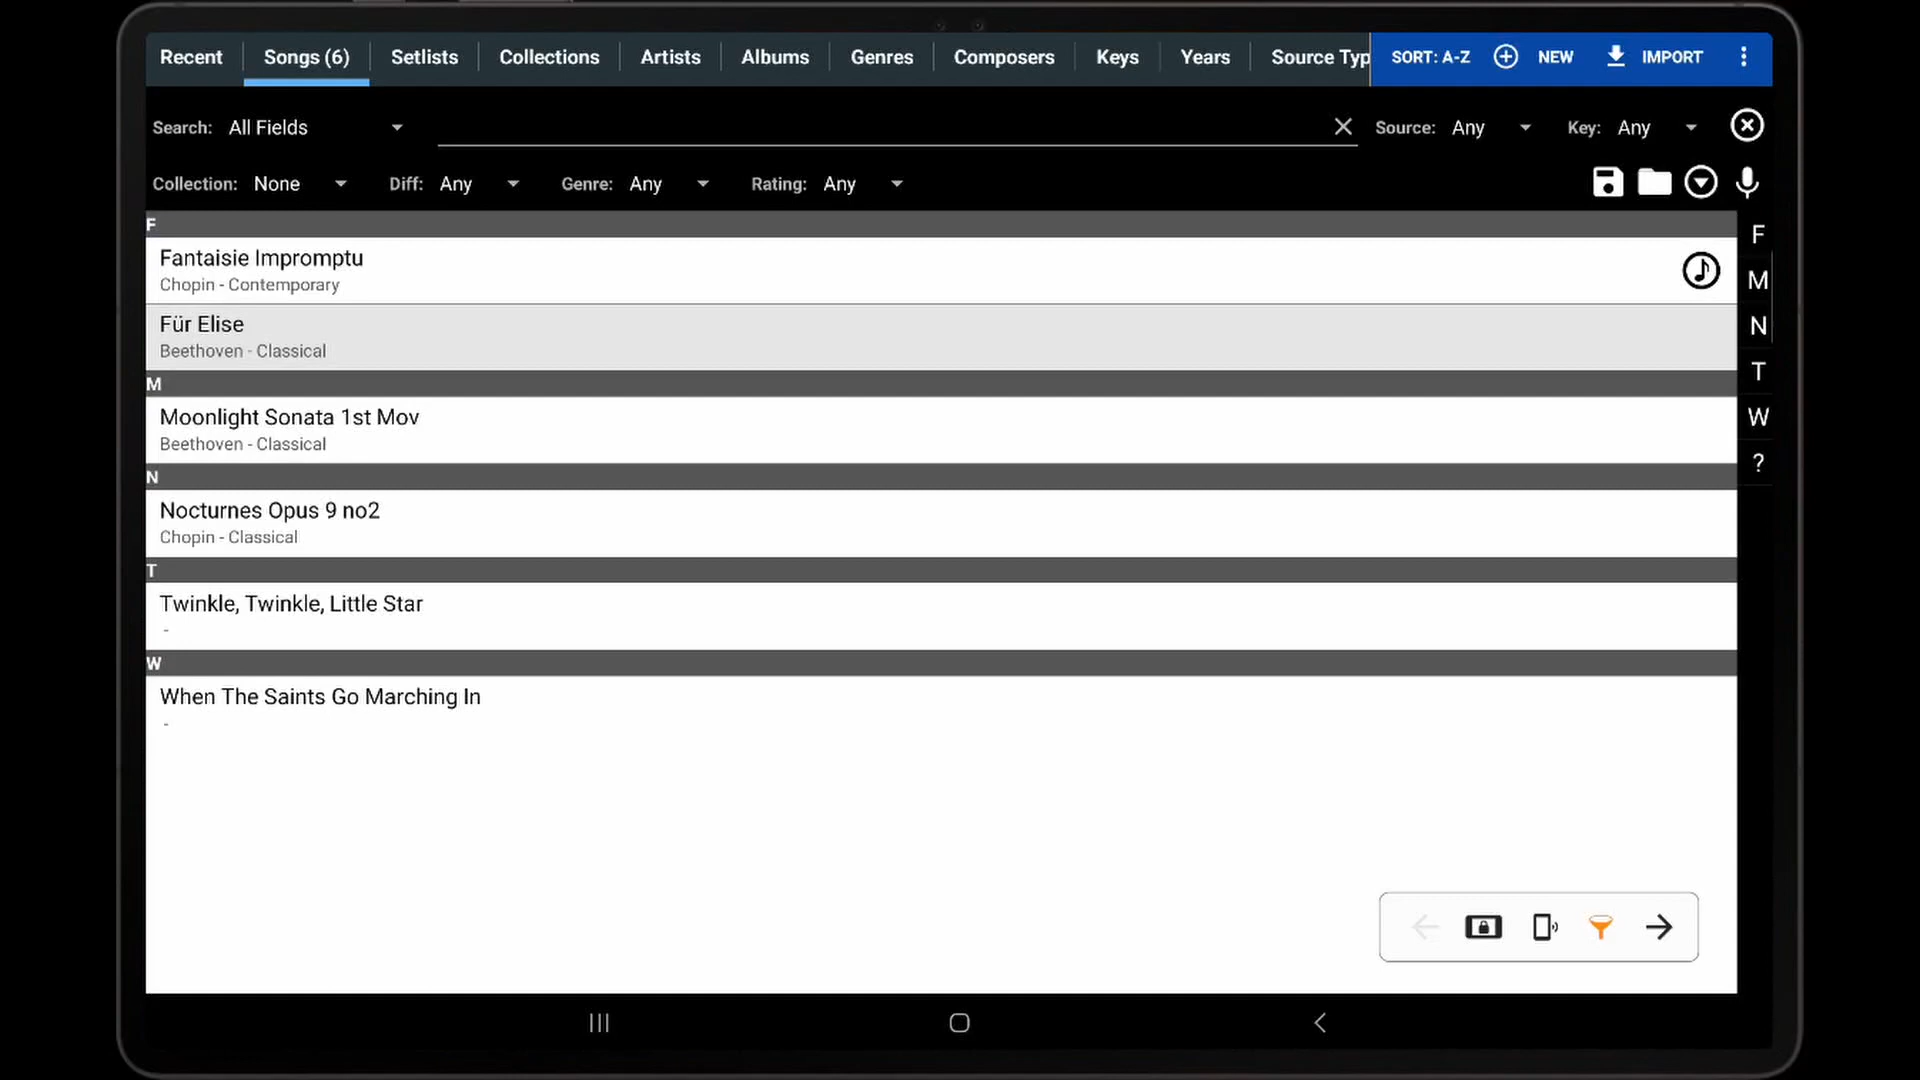 Recent Songs (6) Setlists Collections Artists Albums Genres Composers Keys Years Source Typ SORT: A-Z NEW IMPORT
Search: All Fields Source: Any Key: Any
Collection: None Diff: Any Genre: Any Rating: Any
F
Fantaisie Impromptu
Chopin - Contemporary
Für Elise
Beethoven - Classical
M
Moonlight Sonata 1st Mov
Beethoven - Classical
N
Nocturnes Opus 9 no2
Chopin - Classical
T
Twinkle, Twinkle, Little Star
-
W
When The Saints Go Marching In
-
F
M
N
T
W
?